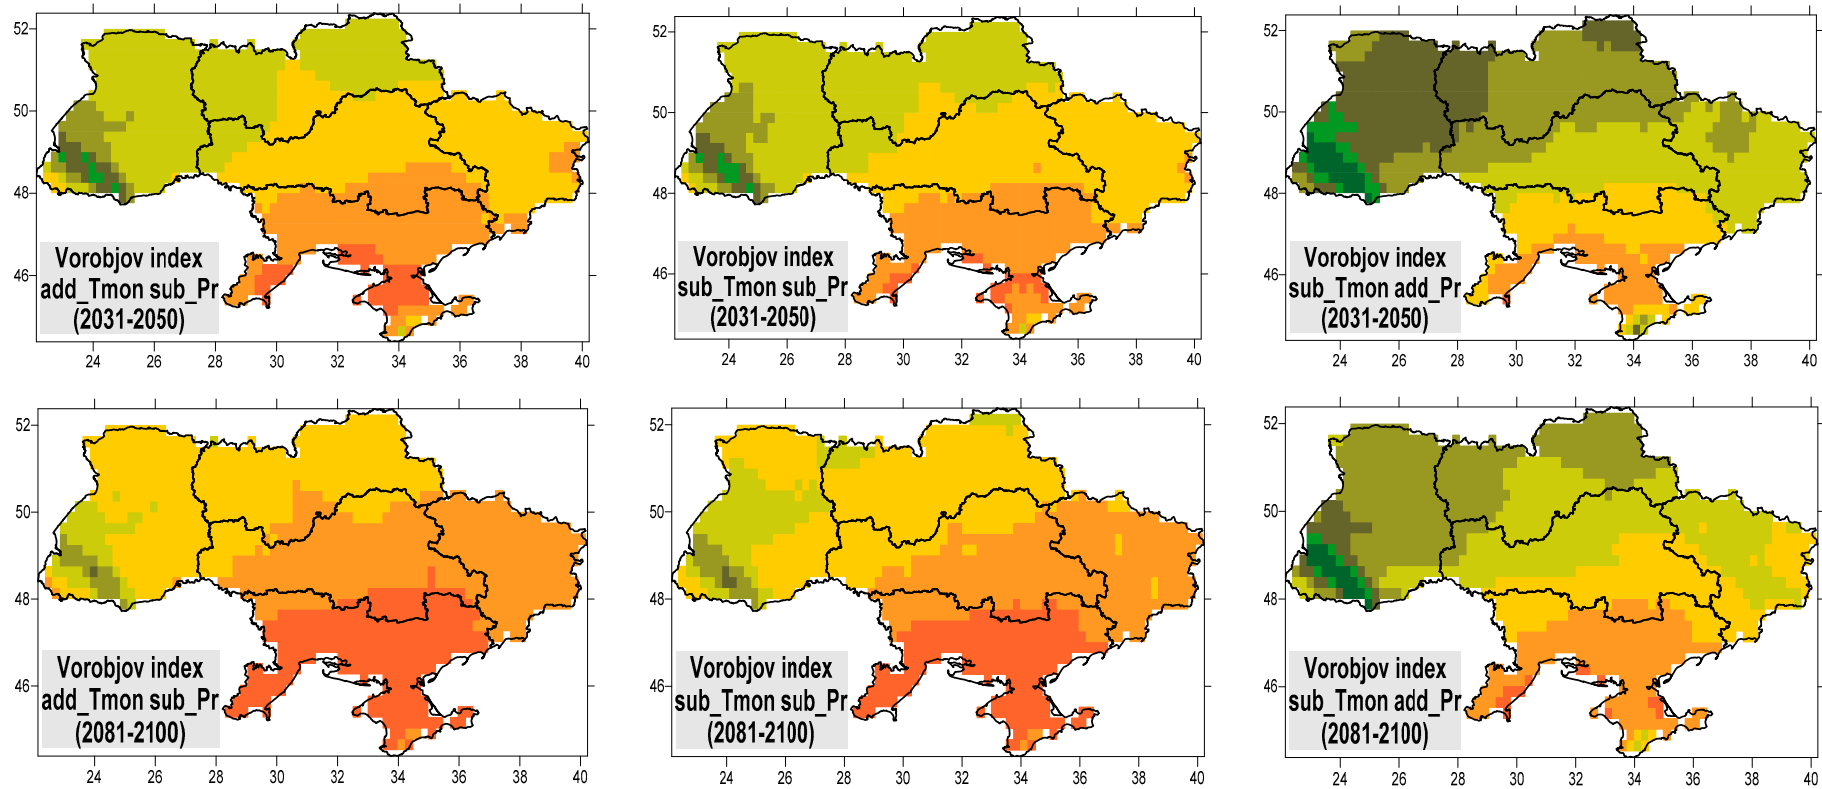 52
50
48
46
Vorobjov index
add_Tmon sub_Pr
(2031-2050)
24 26 28 30 32 34 36 38 40
52
50
48
46
Vorobjov index
sub_Tmon sub_Pr
(2031-2050)
24 26 28 30 32 34 36 38 40
52
50
48
46
Vorobjov index
sub_Tmon add_Pr
(2031-2050)
24 26 28 30 32 34 36 38 40
52
50
48
46
Vorobjov index
add_Tmon sub_Pr
(2081-2100)
24 26 28 30 32 34 36 38 40
52
50
48
46
Vorobjov index
sub_Tmon sub_Pr
(2081-2100)
24 26 28 30 32 34 36 38 40
52
50
48
46
Vorobjov index
sub_Tmon add_Pr
(2081-2100)
24 26 28 30 32 34 36 38 40